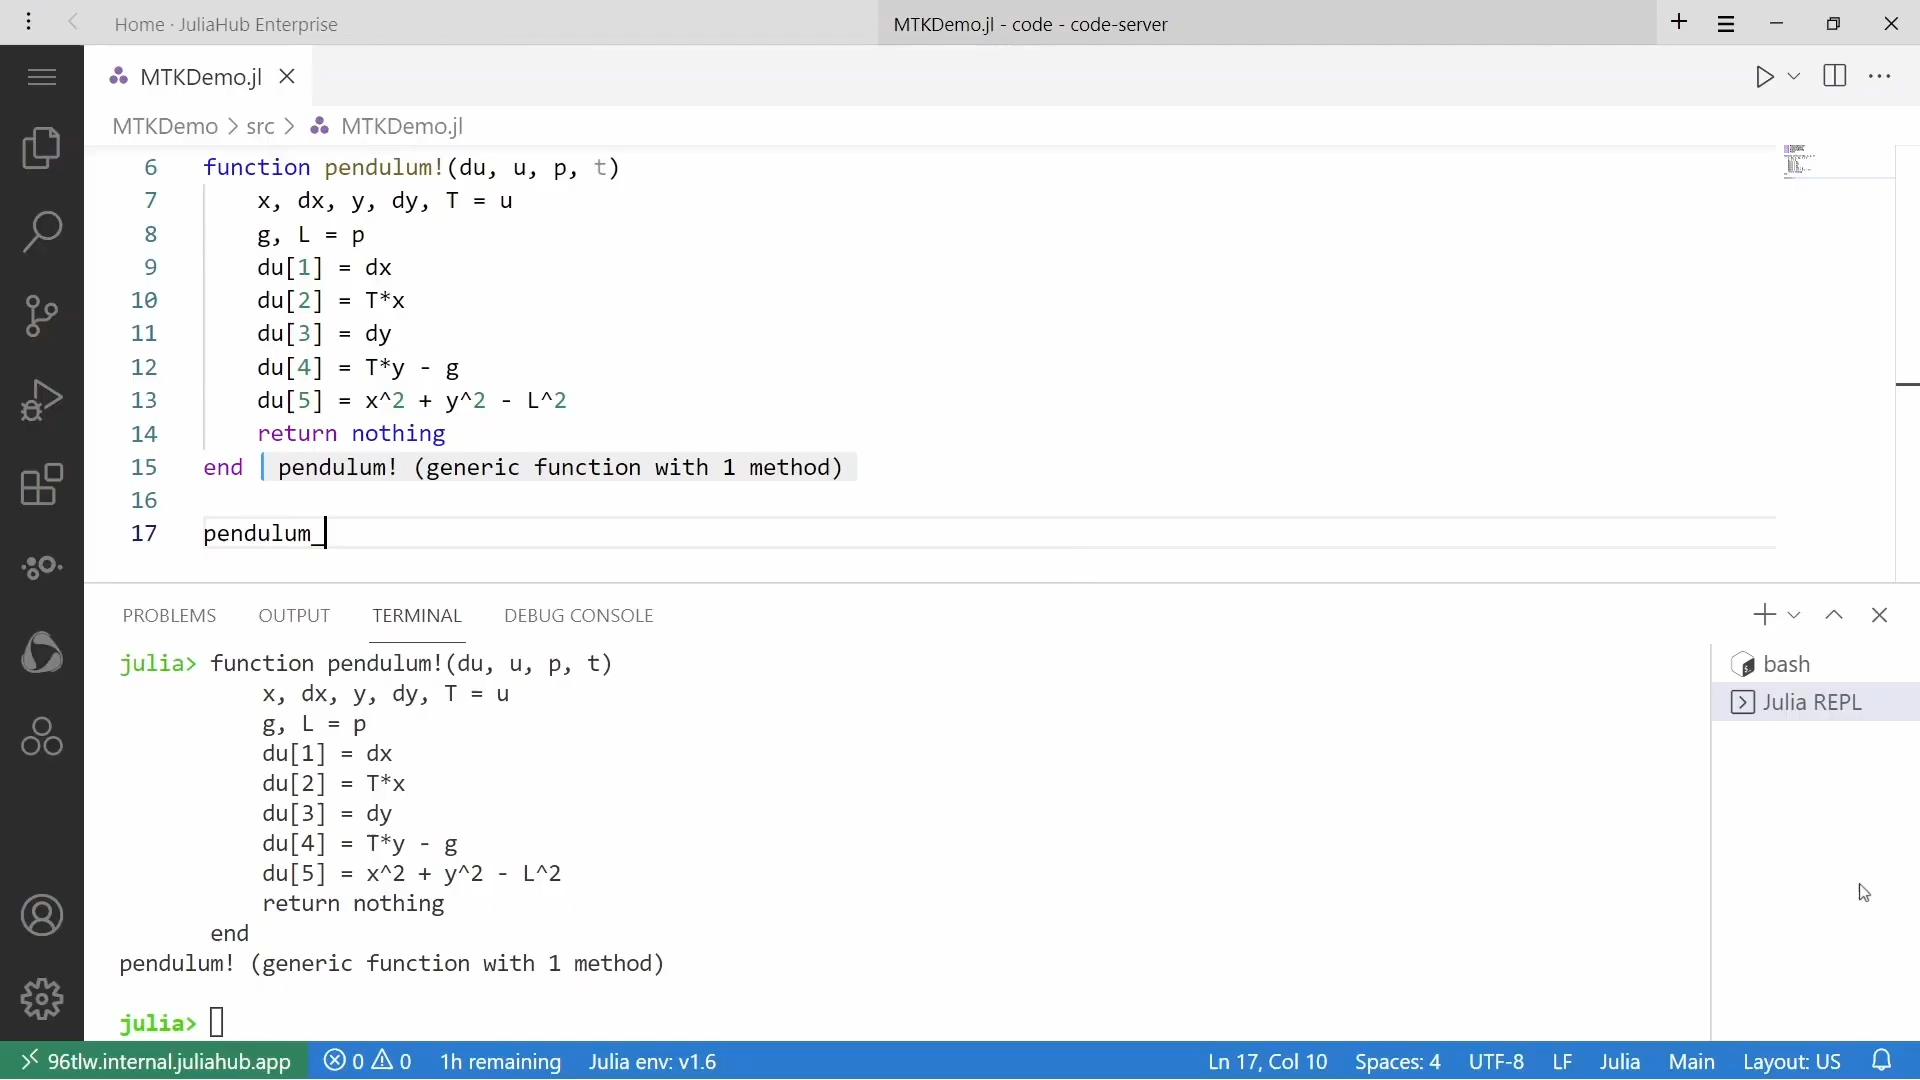 Home · JuliaHub Enterprise
MTKDemo.jl - code - code-server
MTKDemo.jl
MTKDemo > src > MTKDemo.jl
6 function pendulum!(du, u, p, t)
7 x, dx, y, dy, T = u
8 g, L = p
9 du[1] = dx
10 du[2] = T*x
11 du[3] = dy
12 du[4] = T*y - g
13 du[5] = x^2 + y^2 - L^2
14 return nothing
15 end pendulum! (generic function with 1 method)
16
17 pendulum_
PROBLEMS OUTPUT TERMINAL DEBUG CONSOLE
julia> function pendulum!(du, u, p, t)
x, dx, y, dy, T = u
g, L = p
du[1] = dx
du[2] = T*x
du[3] = dy
du[4] = T*y - g
du[5] = x^2 + y^2 - L^2
return nothing
end
pendulum! (generic function with 1 method)
julia>
bash
Julia REPL
96tlw.internal.juliahub.app 0 0 1h remaining Julia env: v1.6 Ln 17, Col 10 Spaces: 4 UTF-8 LF Julia Main Layout: US